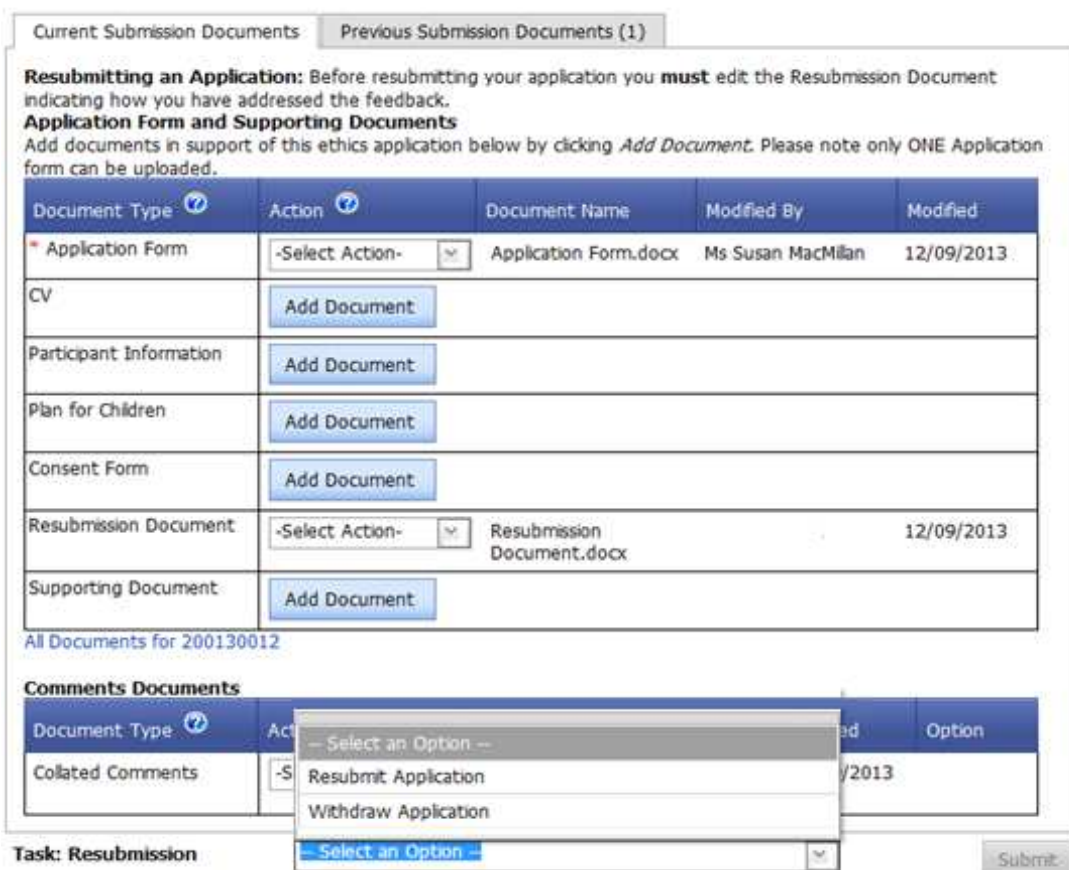 Current Submission Documents Previous Submission Documents (1)
Resubmitting an Application: Before resubmitting your application you must edit the Resubmission Document
indicating how you have addressed the feedback.
Application Form and Supporting Documents
Add documents in support of this ethics application below by clicking Add Document. Please note only ONE Application
form can be uploaded.
Document Type Action Document Name Modified By Modified
* Application Form -Select Action- Application Form.docx Ms Susan MacMillan 12/09/2013
CV Add Document
Participant Information Add Document
Plan for Children Add Document
Consent Form Add Document
Resubmission Document -Select Action- Resubmission 12/09/2013
Document.docx
Supporting Document Add Document
All Documents for 200130012
Comments Documents
Document Type Act ed Option
-- Select an Option --
Collated Comments -S /2013
Resubmit Application
Withdraw Application
Task: Resubmission -- Select an Option -- Submit